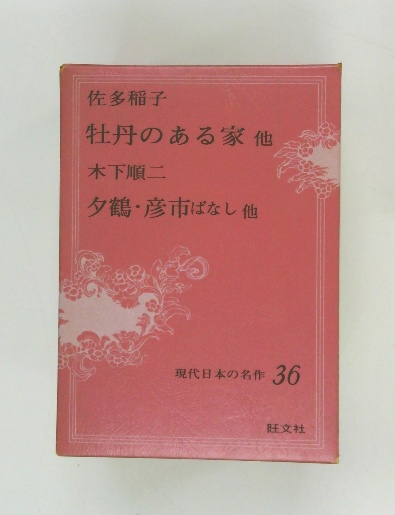 佐多稲子
牡丹のある家 他
木下順二
夕鶴・彦市ばなし 他
現代日本の名作 36
旺文社